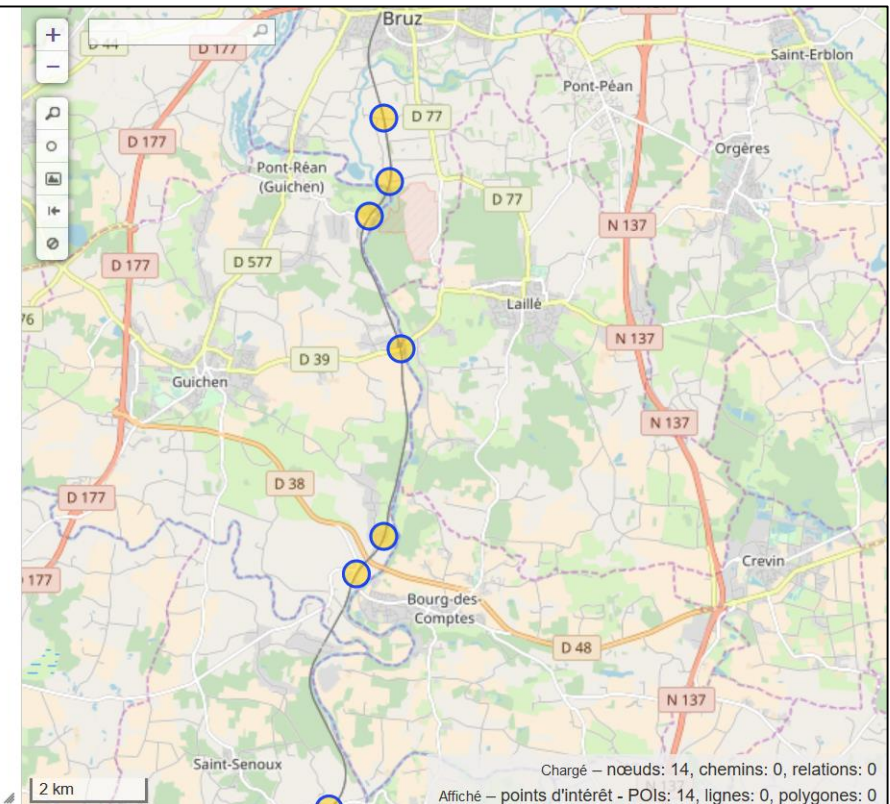 +
−
Bruz
D 44
D 177
Saint-Erblon
Pont-Péan
D 77
D 177
Orgères
Pont-Réan
(Guichen)
D 77
N 137
D 577
D 177
Laillé
76
N 137
D 39
Guichen
N 137
D 38
D 177
Crevin
177
Bourg-des-
Comptes
D 48
N 137
Saint-Senoux
2 km
Chargé – nœuds: 14, chemins: 0, relations: 0
Affiché – points d'intérêt - POIs: 14, lignes: 0, polygones: 0